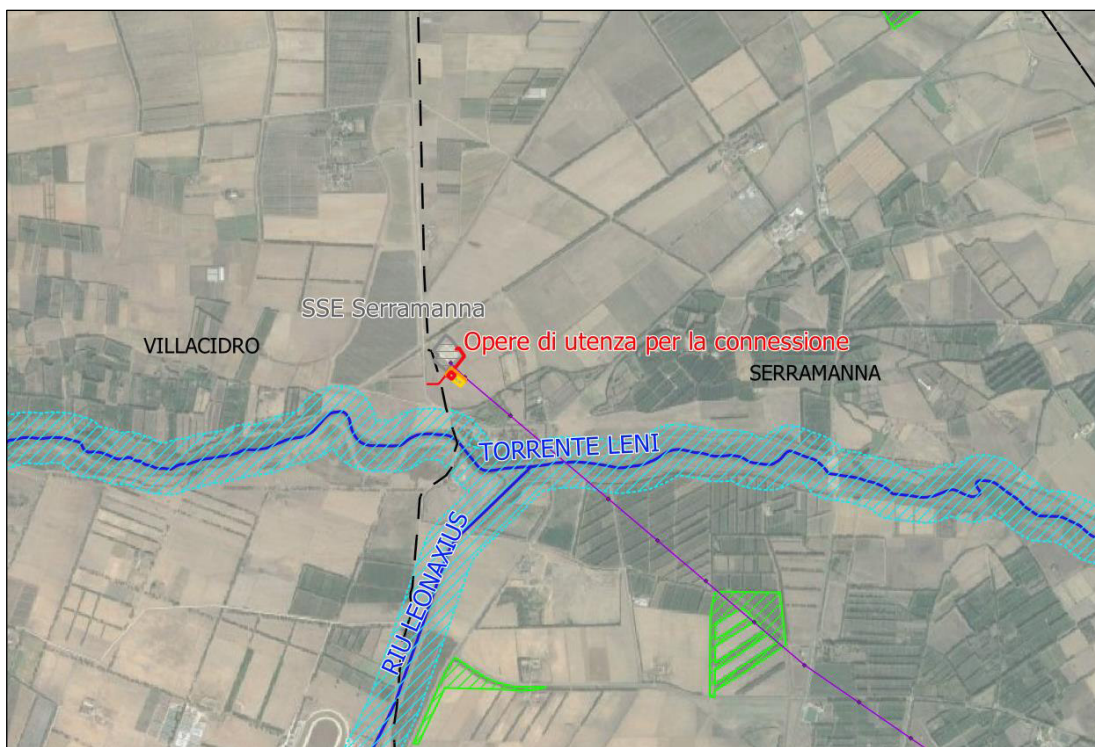 SSE Serramanna
VILLACIDRO
Opere di utenza per la connessione
SERRAMANNA
TORRENTE LENI
RIU LEONAXIUS